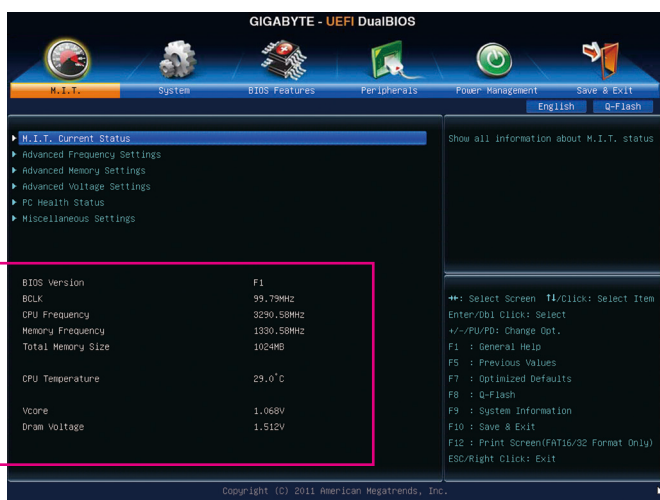 GIGABYTE - UEFI DualBIOS
M.I.T. System BIOS Features Peripherals Power Management Save & Exit
English Q-Flash
M.I.T. Current Status
Advanced Frequency Settings
Advanced Memory Settings
Advanced Voltage Settings
PC Health Status
Miscellaneous Settings
Show all information about M.I.T. status
BIOS Version F1
BCLK 99.79MHz
CPU Frequency 3290.58MHz
Memory Frequency 1330.58MHz
Total Memory Size 1024MB
CPU Temperature 29.0°C
Vcore 1.068V
Dram Voltage 1.512V
→←: Select Screen ↑↓/Click: Select Item
Enter/Dbl Click: Select
+/-/PU/PD: Change Opt.
F1 : General Help
F5 : Previous Values
F7 : Optimized Defaults
F8 : Q-Flash
F9 : System Information
F10 : Save & Exit
F12 : Print Screen(FAT16/32 Format Only)
ESC/Right Click: Exit
Copyright (C) 2011 American Megatrends, Inc.